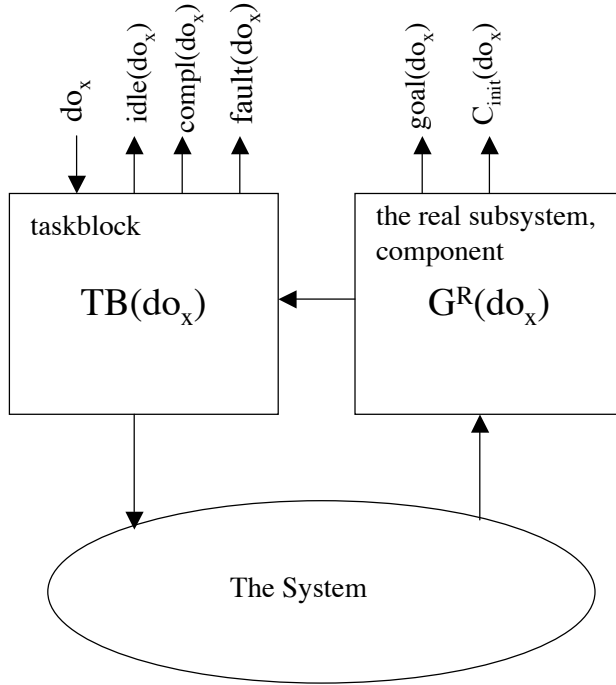 do_x
idle(do_x)
compl(do_x)
fault(do_x)
goal(do_x)
C_init(do_x)
taskblock
TB(do_x)
the real subsystem,
component
G^R(do_x)
The System